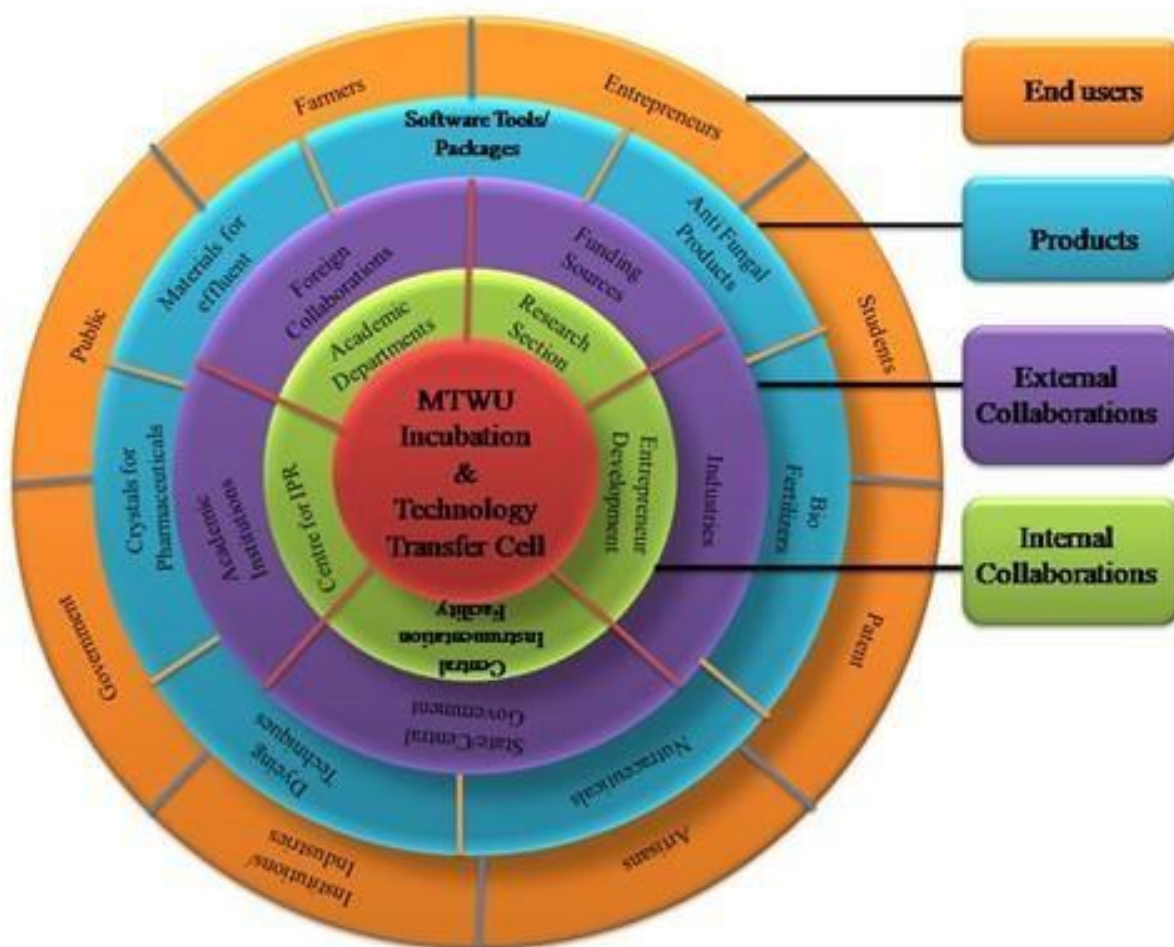 Farmers
Entrepreneurs
Students
Patent
Artisans
Institutions/
Industries
Government
Public
Software Tools/
Packages
Anti Fungal
Products
Bio
Fertilizers
Nutraceuticals
Dyeing
Techniques
Crystals for
Pharmaceuticals
Materials for
effluent
Foreign
Collaborations
Funding
Sources
Industries
State/Central
Government
Academic
Institutions
Academic
Departments
Research
Section
Entrepreneur
Development
Central
Instrumentation
Facility
Centre for IPR
MTWU
Incubation
&
Technology
Transfer Cell
End users
Products
External
Collaborations
Internal
Collaborations